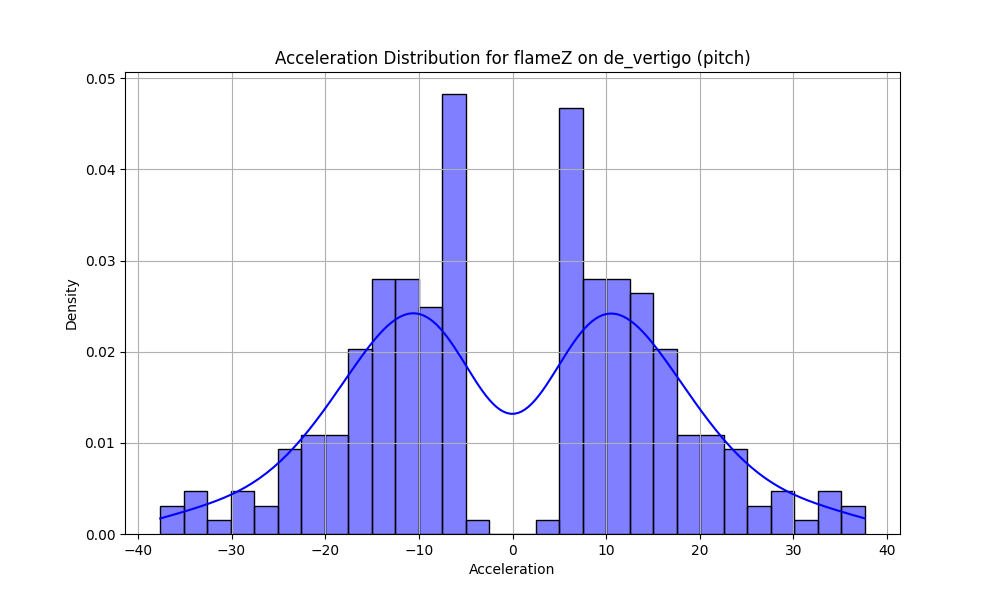 Acceleration Distribution for flameZ on de_vertigo (pitch)
0.05
0.04
0.03
0.02
0.01
0.00
Density
−40 −30 −20 −10 0 10 20 30 40
Acceleration